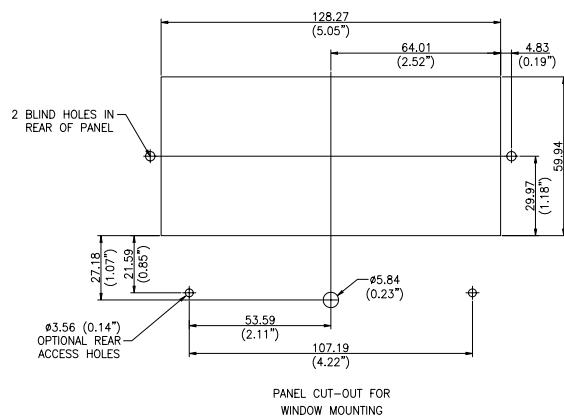 128.27
(5.05")
64.01
(2.52")
4.83
(0.19")
2 BLIND HOLES IN
REAR OF PANEL
59.94
29.97
(1.18")
27.18
(1.07")
21.59
(0.85")
ø5.84
(0.23")
ø3.56 (0.14")
OPTIONAL REAR
ACCESS HOLES
53.59
(2.11")
107.19
(4.22")
PANEL CUT-OUT FOR
WINDOW MOUNTING